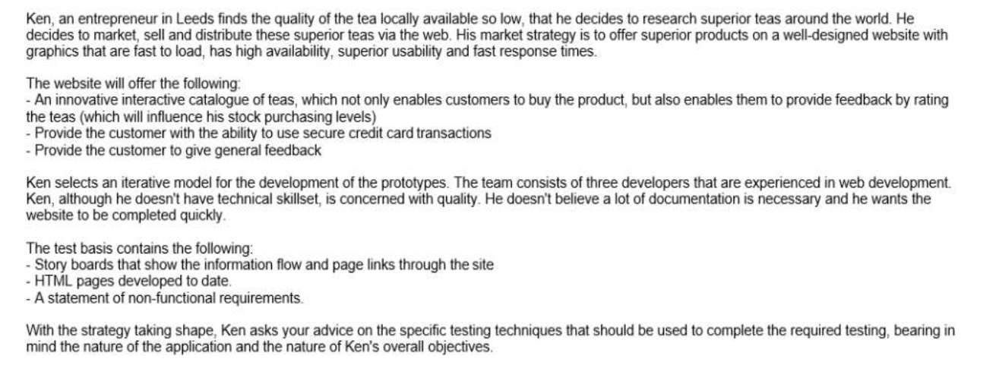 Ken, an entrepreneur in Leeds finds the quality of the tea locally available so low, that he decides to research superior teas around the world. He
decides to market, sell and distribute these superior teas via the web. His market strategy is to offer superior products on a well-designed website with
graphics that are fast to load, has high availability, superior usability and fast response times.
The website will offer the following:
- An innovative interactive catalogue of teas, which not only enables customers to buy the product, but also enables them to provide feedback by rating
the teas (which will influence his stock purchasing levels)
- Provide the customer with the ability to use secure credit card transactions
- Provide the customer to give general feedback
Ken selects an iterative model for the development of the prototypes. The team consists of three developers that are experienced in web development.
Ken, although he doesn't have technical skillset, is concerned with quality. He doesn't believe a lot of documentation is necessary and he wants the
website to be completed quickly.
The test basis contains the following:
- Story boards that show the information flow and page links through the site
- HTML pages developed to date.
- A statement of non-functional requirements.
With the strategy taking shape, Ken asks your advice on the specific testing techniques that should be used to complete the required testing, bearing in
mind the nature of the application and the nature of Ken's overall objectives.